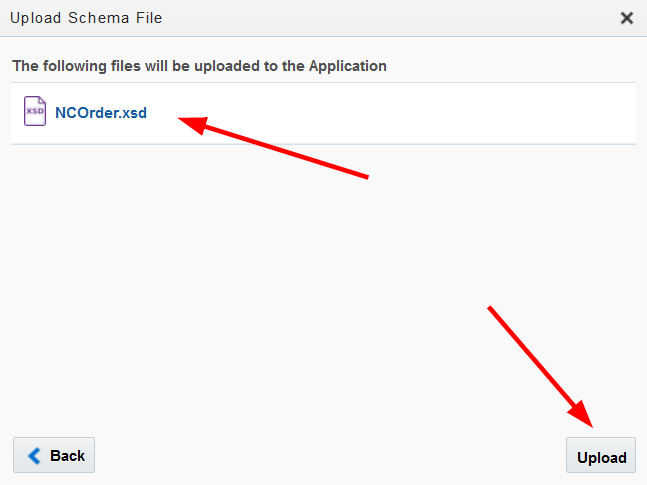 Upload Schema File
The following files will be uploaded to the Application
XSD NCOrder.xsd
Back
Upload